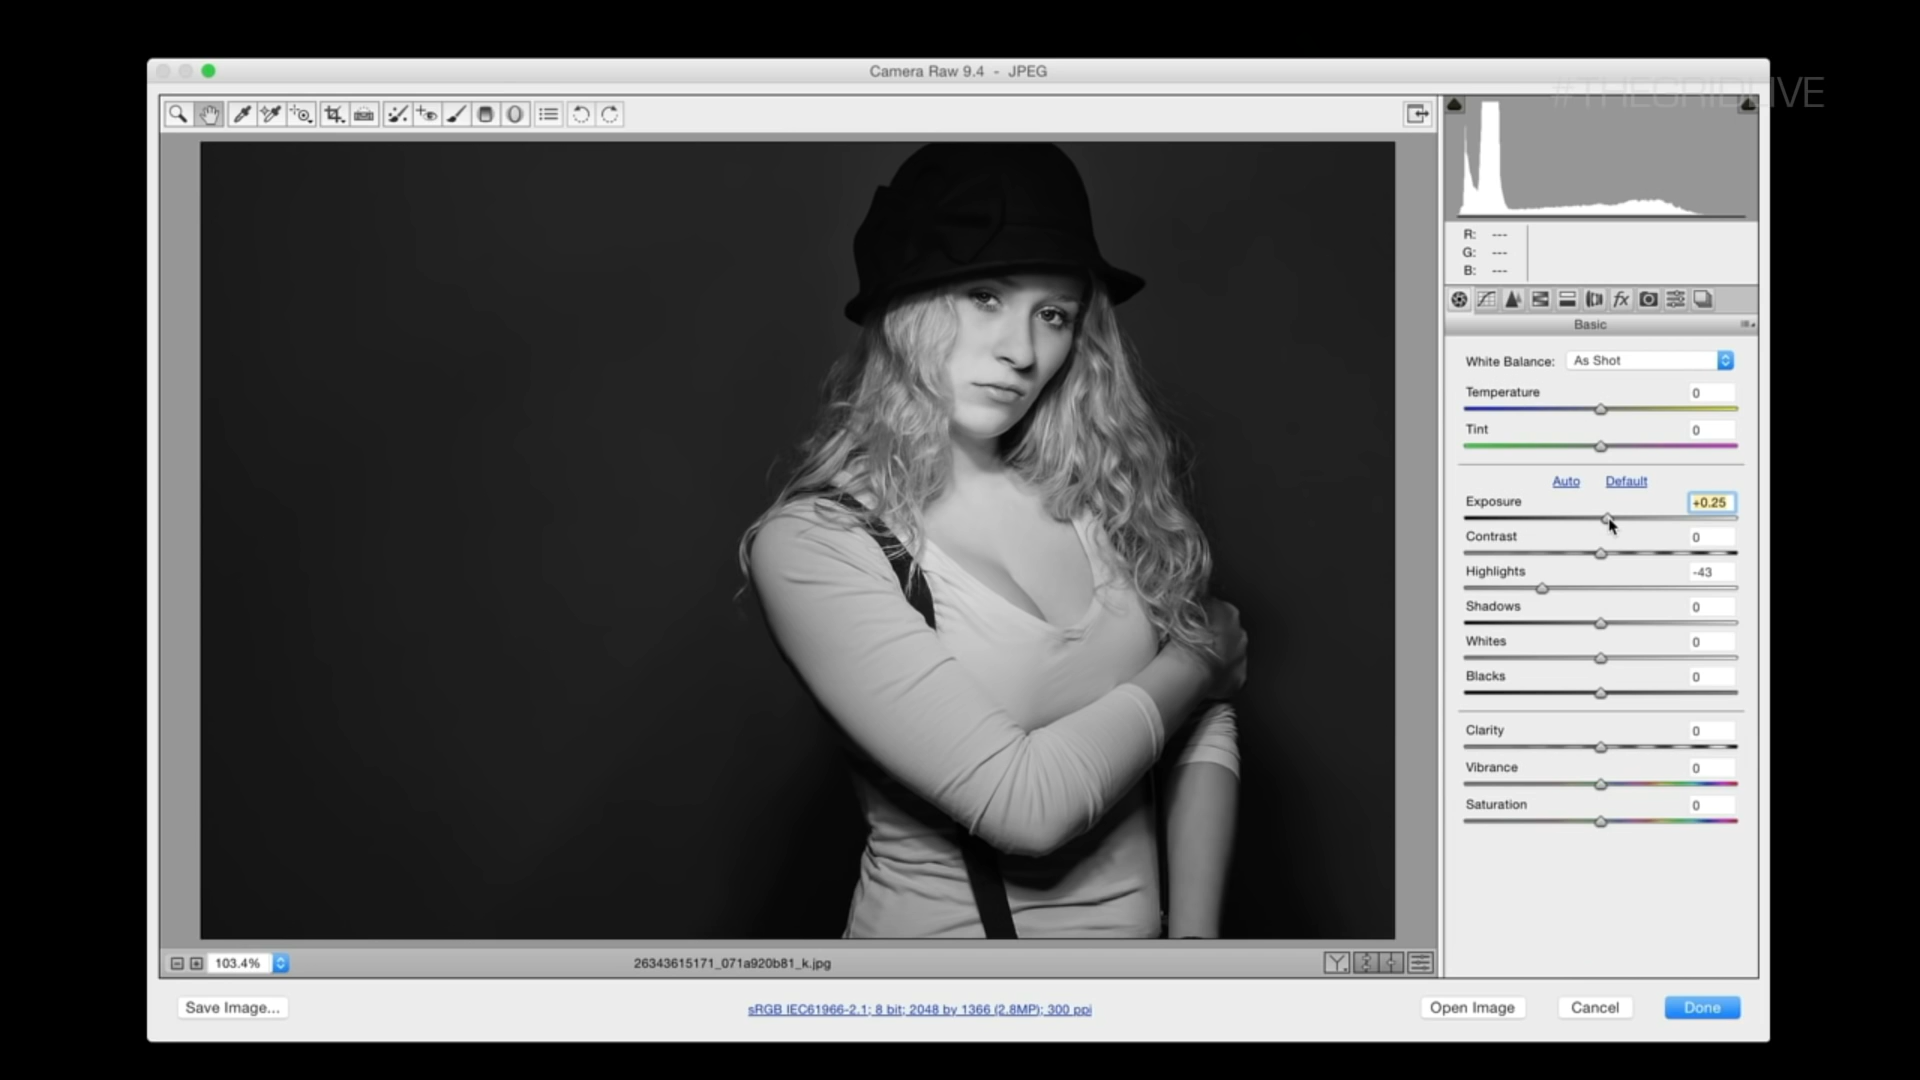 Camera Raw 9.4 - JPEG
#THEGRIDLIVE
R: ---
G: ---
B: ---
fx
Basic
White Balance: As Shot
Temperature 0
Tint 0
Auto Default
Exposure +0.25
Contrast 0
Highlights -43
Shadows 0
Whites 0
Blacks 0
Clarity 0
Vibrance 0
Saturation 0
103.4% 26343615171_071a920b81_k.jpg Y
Save Image... sRGB IEC61966-2.1; 8 bit; 2048 by 1366 (2.8MP); 300 ppi Open Image Cancel Done